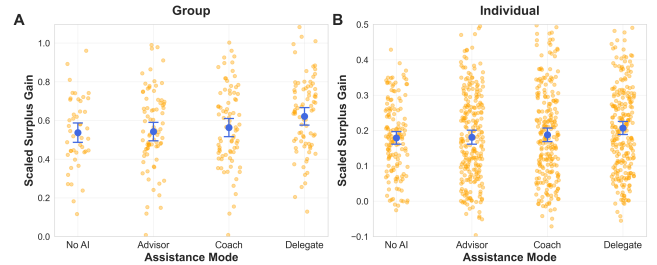 A
Group
Scaled Surplus Gain
1.0
0.8
0.6
0.4
0.2
0.0
No AI
Advisor
Coach
Delegate
Assistance Mode
B
Individual
Scaled Surplus Gain
0.5
0.4
0.3
0.2
0.1
0.0
−0.1
No AI
Advisor
Coach
Delegate
Assistance Mode